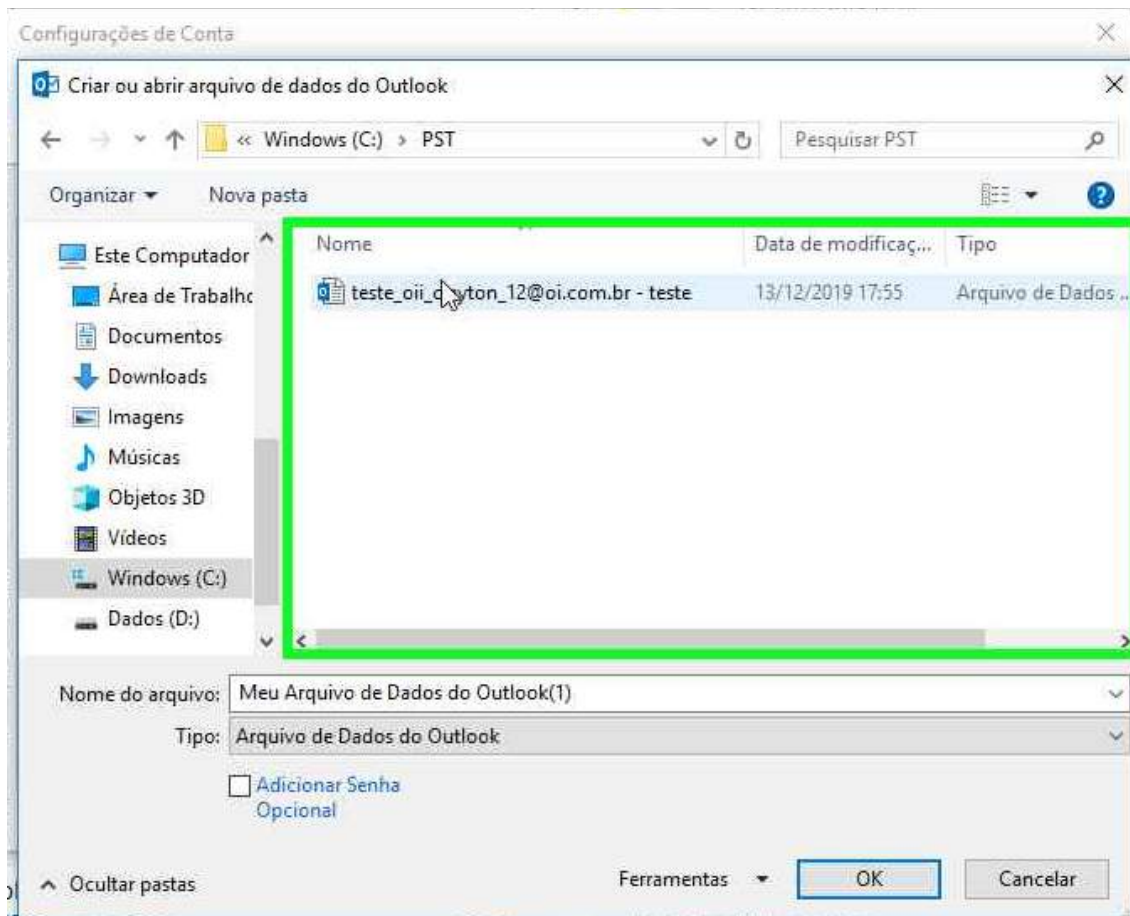 Configurações de Conta
Criar ou abrir arquivo de dados do Outlook
« Windows (C:) > PST
Pesquisar PST
Organizar
Nova pasta
Nome
Data de modificaç...
Tipo
Este Computador
Área de Trabalho
Documentos
Downloads
Imagens
Músicas
Objetos 3D
Vídeos
Windows (C:)
Dados (D:)
13/12/2019 17:55
Arquivo de Dados ...
- teste
Nome do arquivo: Meu Arquivo de Dados do Outlook(1)
Tipo: Arquivo de Dados do Outlook
Adicionar Senha
Opcional
Ocultar pastas
Ferramentas
OK
Cancelar